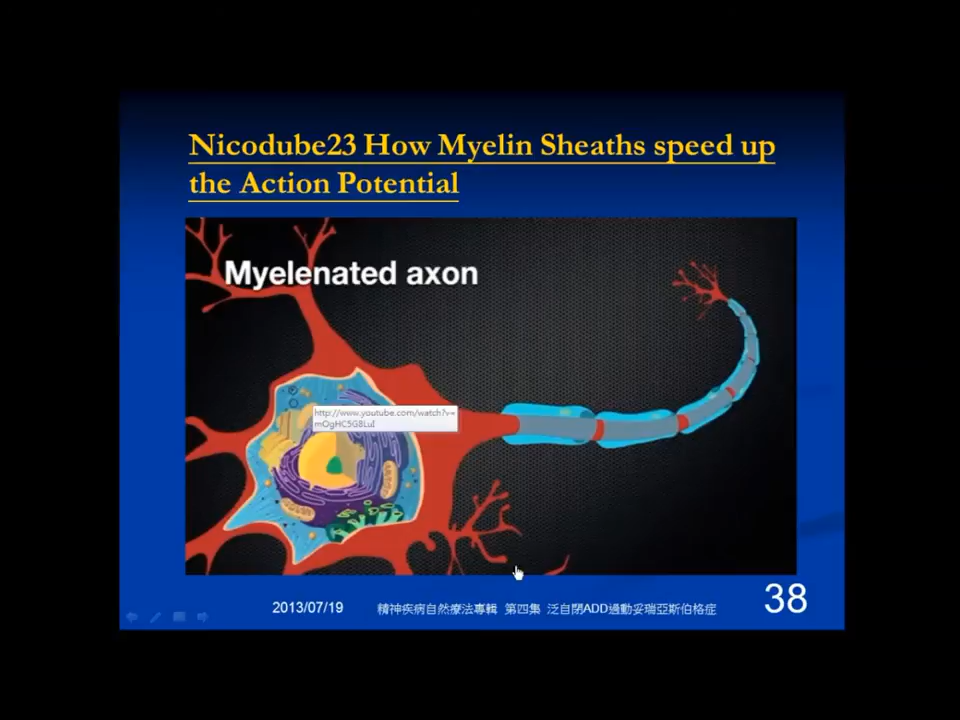 Nicodube23 How Myelin Sheaths speed up
the Action Potential
Myelenated axon
http://www.youtube.com/watch?v=
mOgHC5G8LuI
2013/07/19
精神疾病自然療法專輯 第四集 泛自閉ADD過動妥瑞亞斯伯格症
38